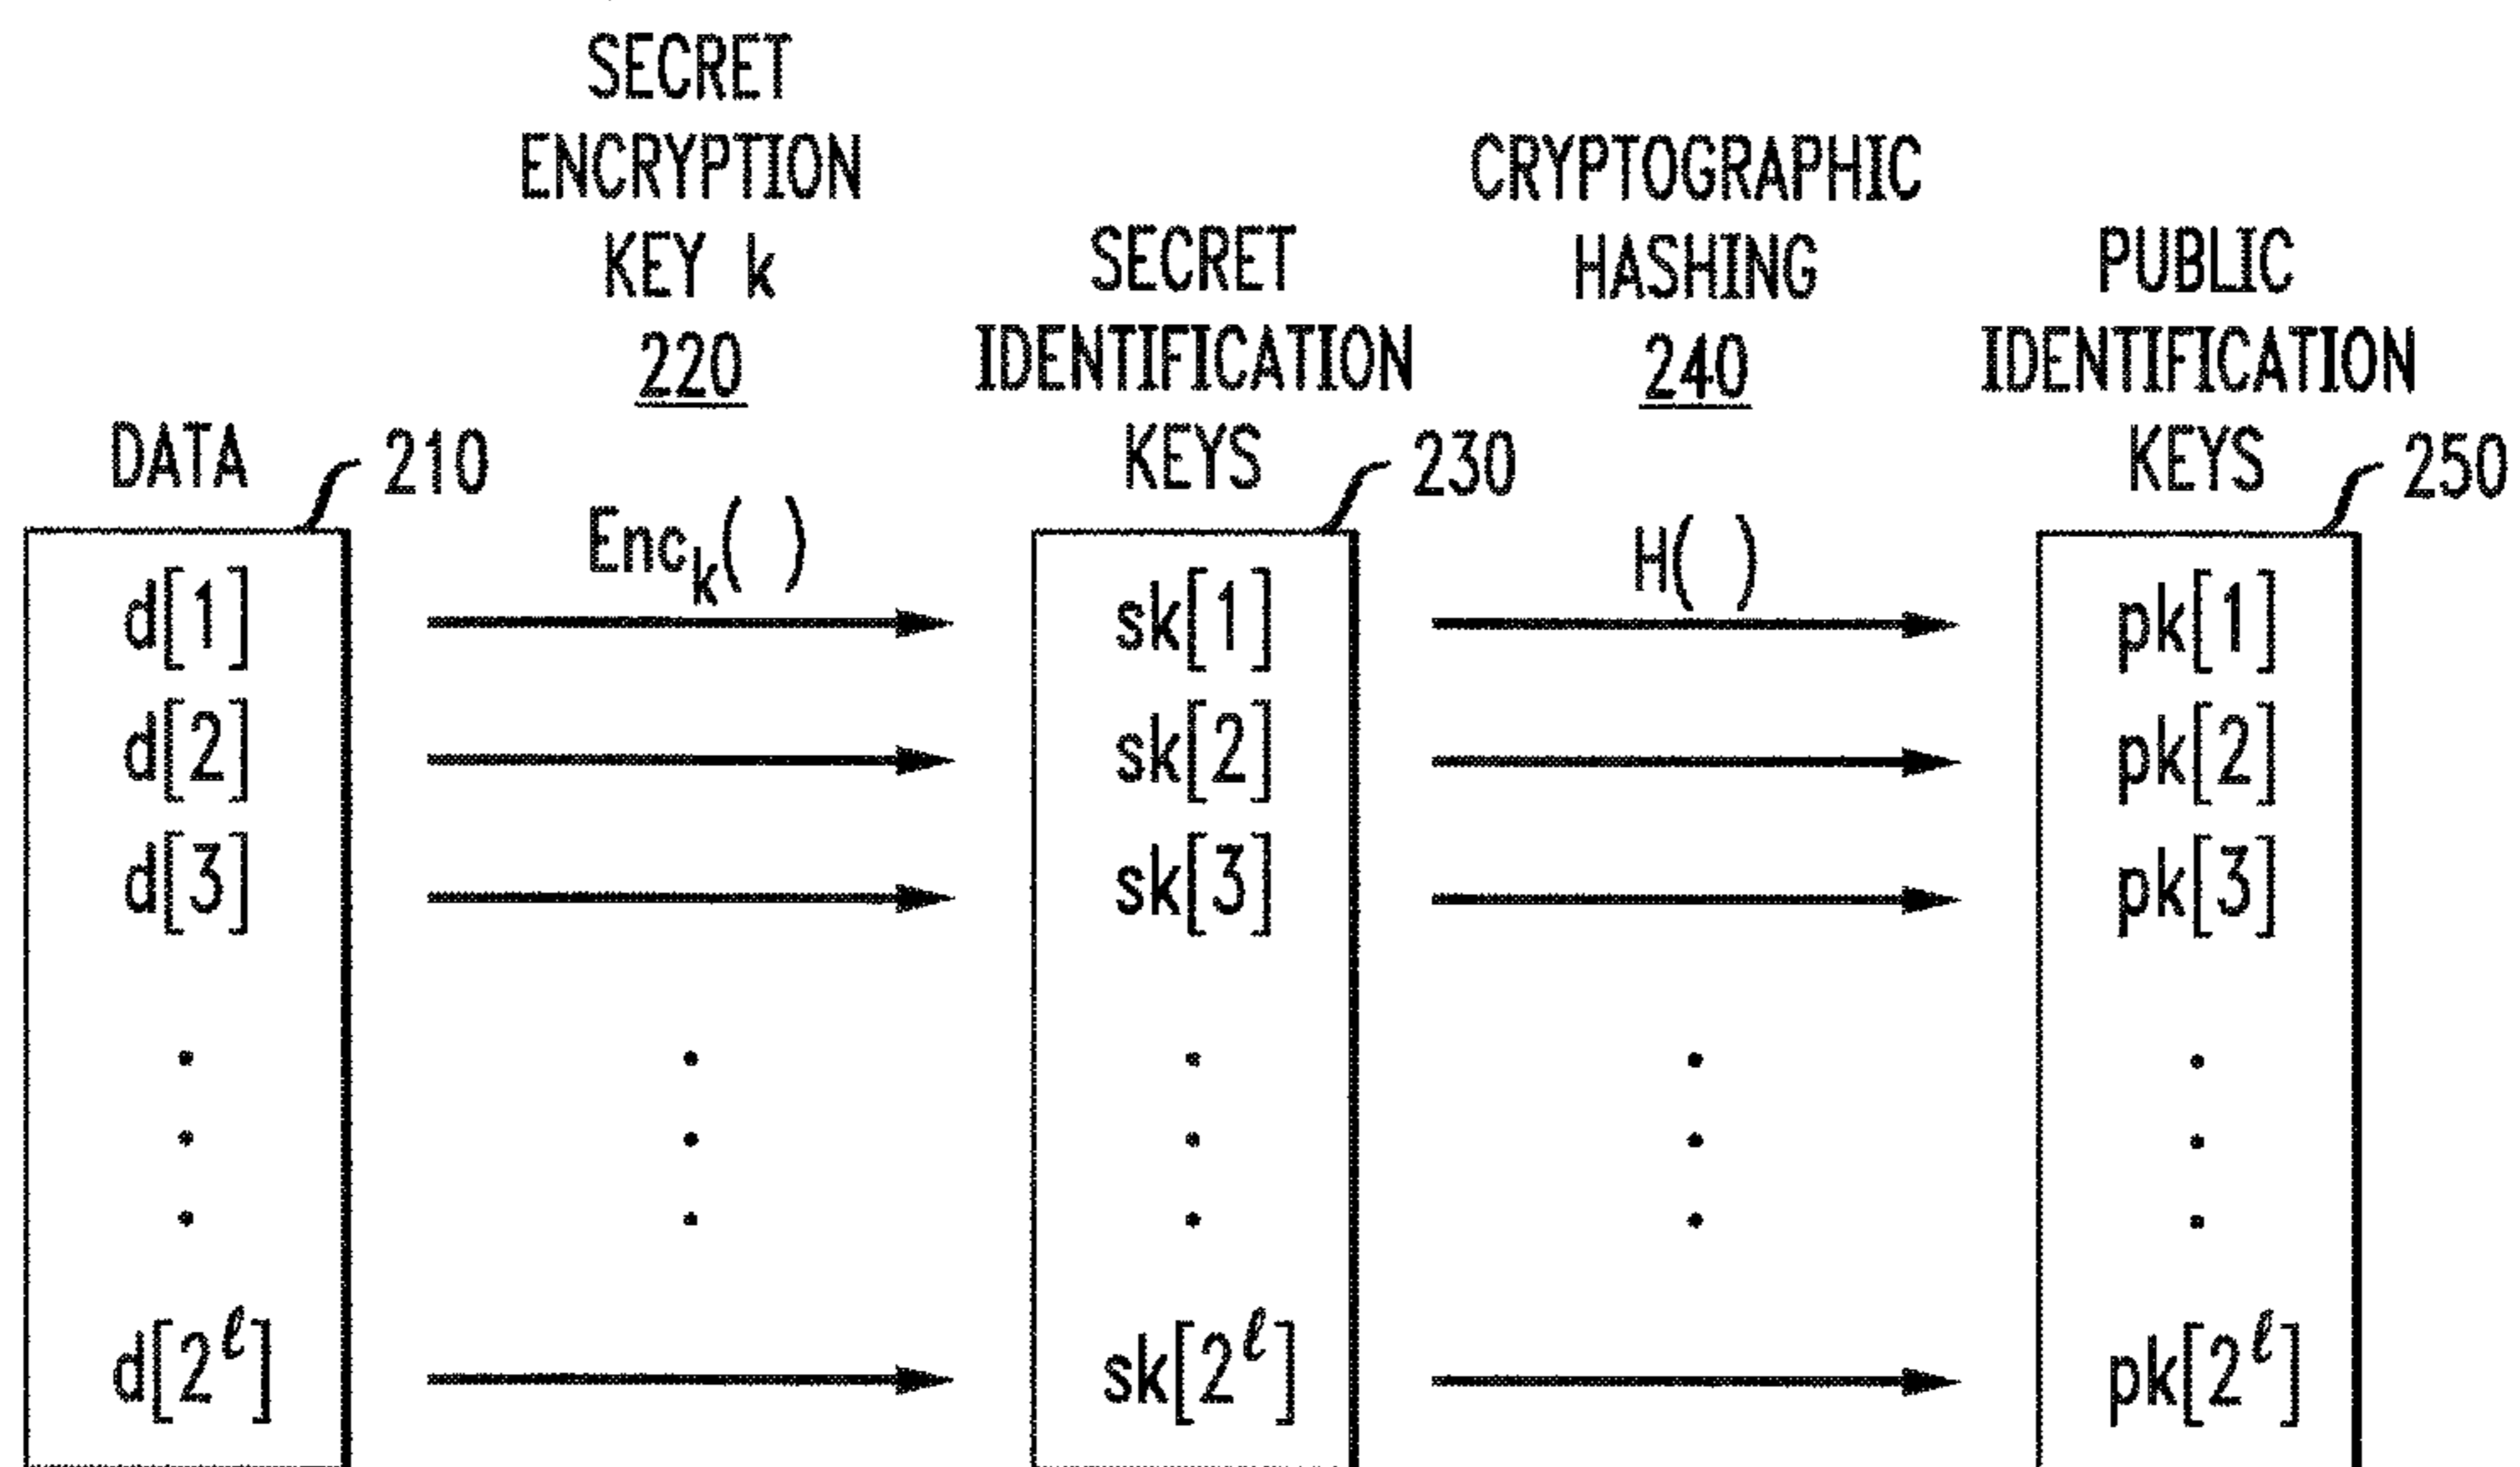 SECRET
ENCRYPTION
KEY k
220
CRYPTOGRAPHIC
HASHING
240
SECRET
IDENTIFICATION
KEYS
230
PUBLIC
IDENTIFICATION
KEYS
250
DATA
210
Enc_k( )
H( )
d[1]
sk[1]
pk[1]
d[2]
sk[2]
pk[2]
d[3]
sk[3]
pk[3]
d[2^ℓ]
sk[2^ℓ]
pk[2^ℓ]